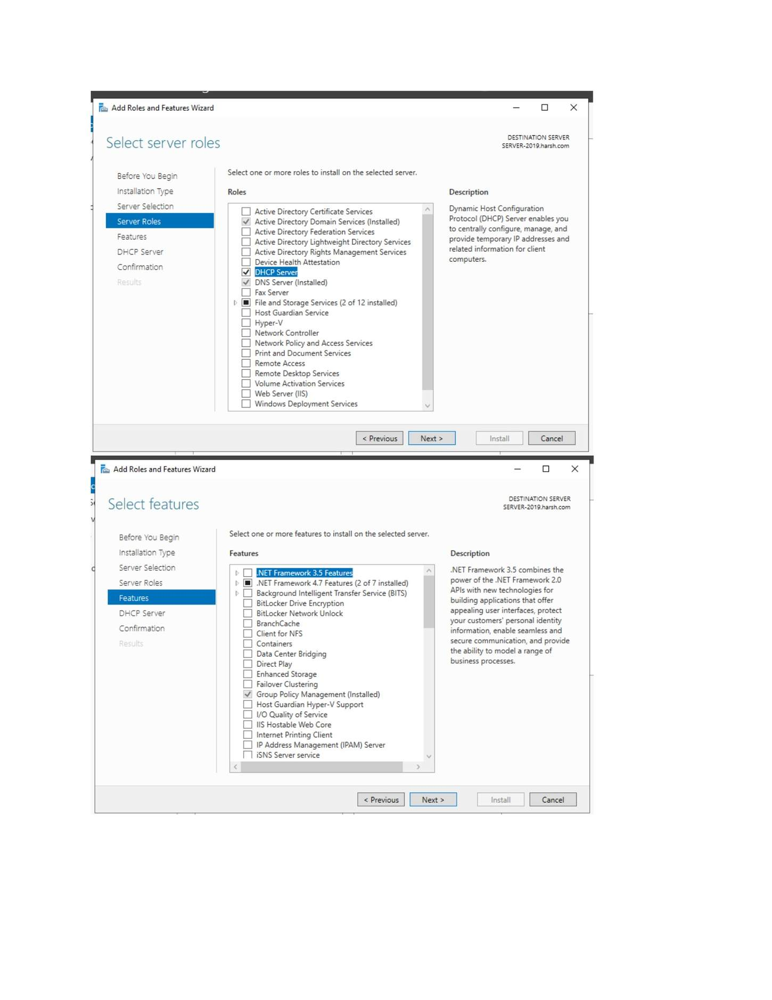 Add Roles and Features Wizard
Select server roles
DESTINATION SERVER
SERVER-2019.harsh.com
Before You Begin
Installation Type
Server Selection
Server Roles
Features
DHCP Server
Confirmation
Results
Select one or more roles to install on the selected server.
Roles
Active Directory Certificate Services
Active Directory Domain Services (Installed)
Active Directory Federation Services
Active Directory Lightweight Directory Services
Active Directory Rights Management Services
Device Health Attestation
DHCP Server
DNS Server (Installed)
Fax Server
File and Storage Services (2 of 12 installed)
Host Guardian Service
Hyper-V
Network Controller
Network Policy and Access Services
Print and Document Services
Remote Access
Remote Desktop Services
Volume Activation Services
Web Server (IIS)
Windows Deployment Services
Description
Dynamic Host Configuration
Protocol (DHCP) Server enables you
to centrally configure, manage, and
provide temporary IP addresses and
related information for client
computers.
< Previous
Next >
Install
Cancel
Add Roles and Features Wizard
Select features
DESTINATION SERVER
SERVER-2019.harsh.com
Before You Begin
Installation Type
Server Selection
Server Roles
Features
DHCP Server
Confirmation
Results
Select one or more features to install on the selected server.
Features
.NET Framework 3.5 Features
.NET Framework 4.7 Features (2 of 7 installed)
Background Intelligent Transfer Service (BITS)
BitLocker Drive Encryption
BitLocker Network Unlock
BranchCache
Client for NFS
Containers
Data Center Bridging
Direct Play
Enhanced Storage
Failover Clustering
Group Policy Management (Installed)
Host Guardian Hyper-V Support
I/O Quality of Service
IIS Hostable Web Core
Internet Printing Client
IP Address Management (IPAM) Server
iSNS Server service
Description
.NET Framework 3.5 combines the
power of the .NET Framework 2.0
APIs with new technologies for
building applications that offer
appealing user interfaces, protect
your customers' personal identity
information, enable seamless and
secure communication, and provide
the ability to model a range of
business processes.
< Previous
Next >
Install
Cancel